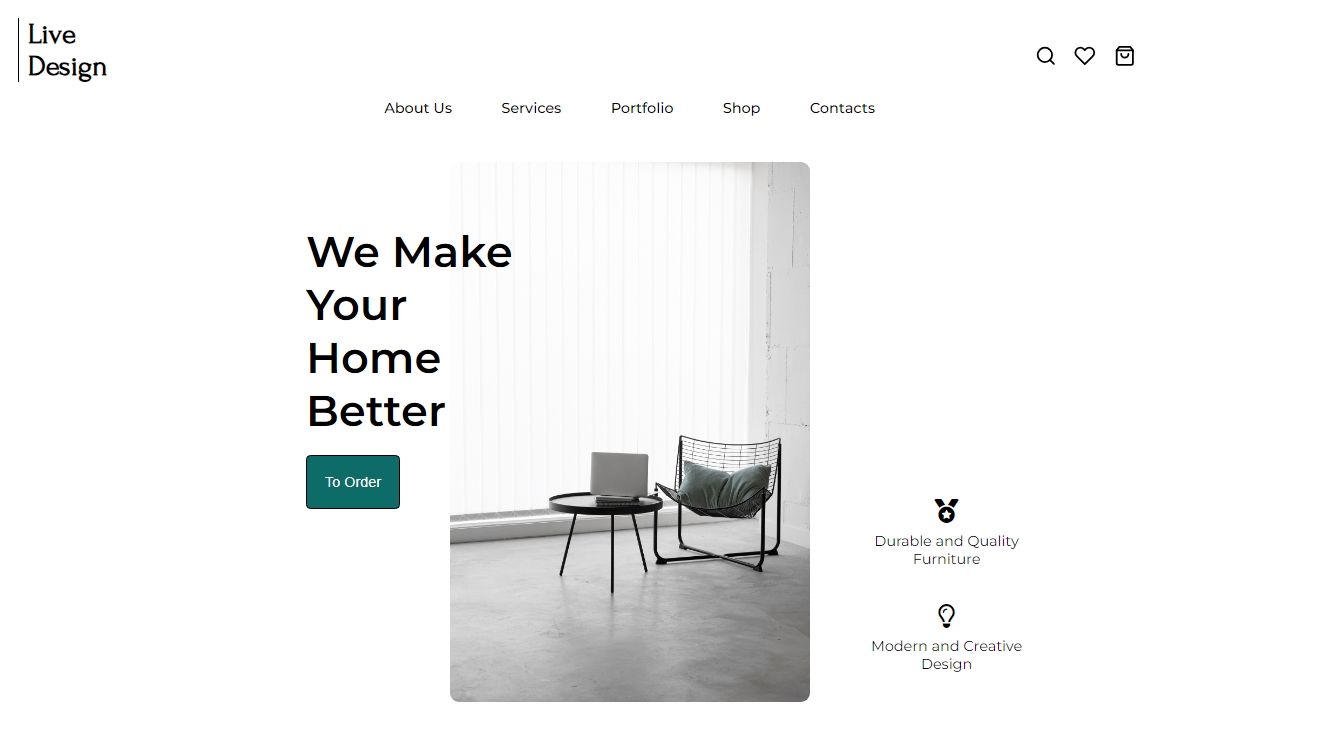 Live
Design
About Us Services Portfolio Shop Contacts
We Make
Your
Home
Better
To Order
Durable and Quality
Furniture
Modern and Creative
Design